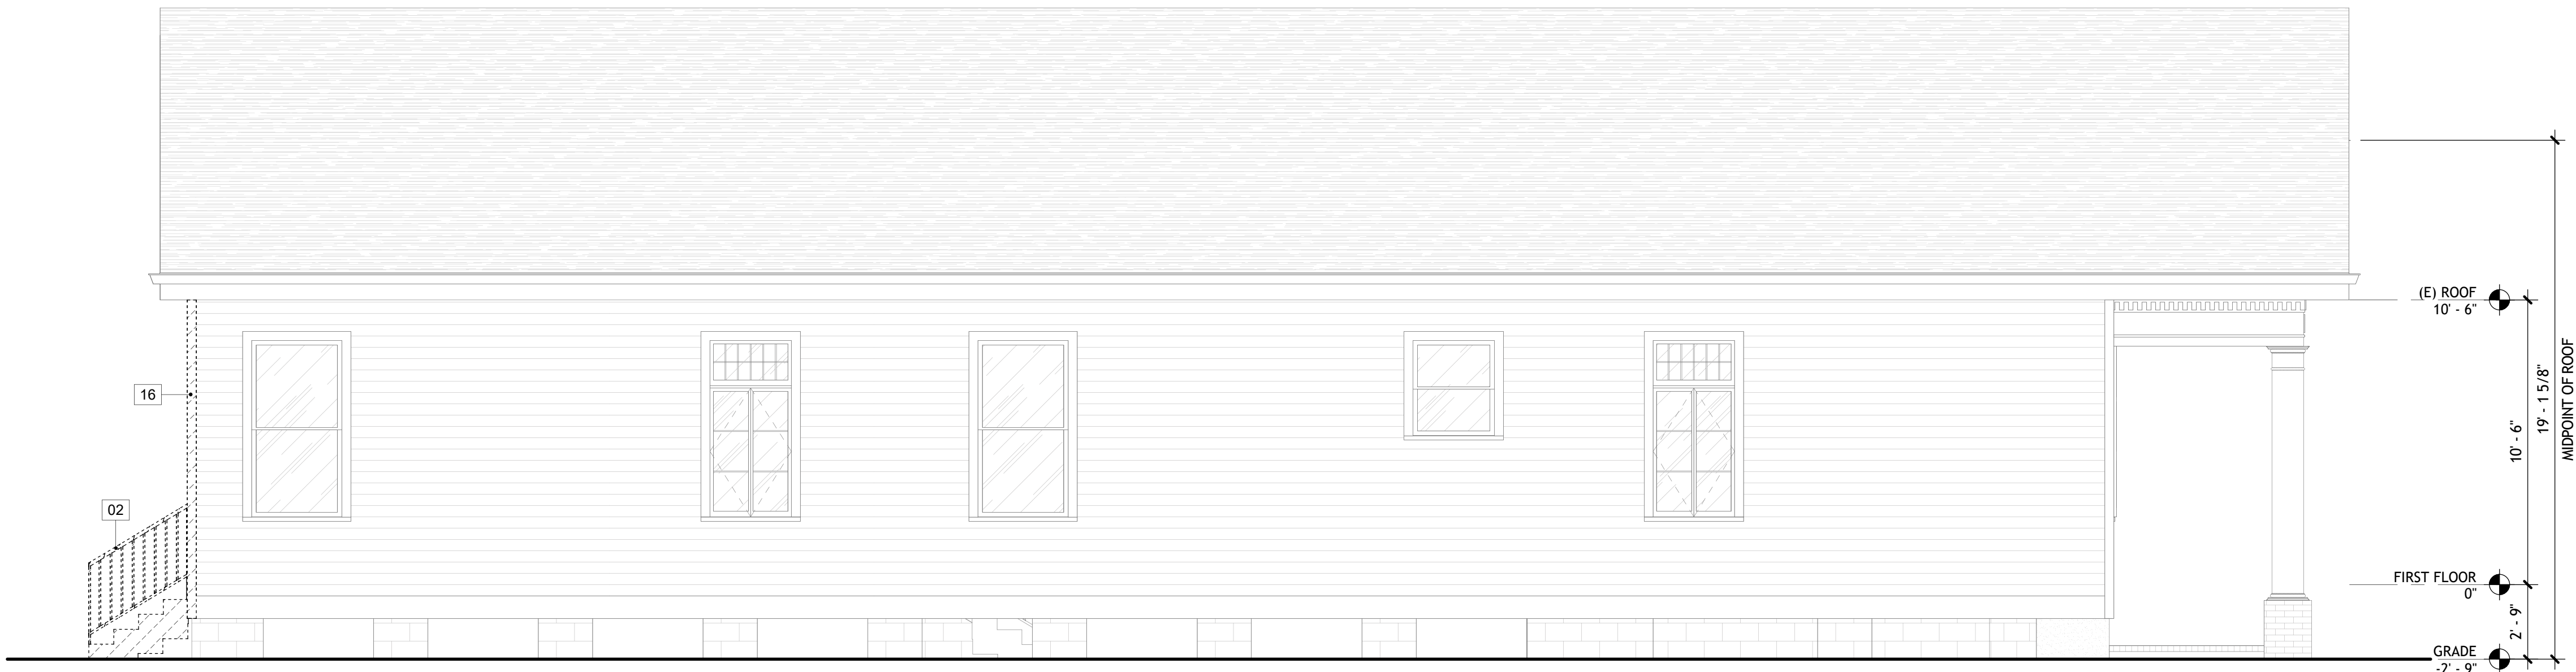 (E) ROOF
10' - 6"
16
02
10' - 6"
19' - 1 5/8"
MIDPOINT OF ROOF
FIRST FLOOR
0"
2' - 9"
GRADE
-2' - 9"